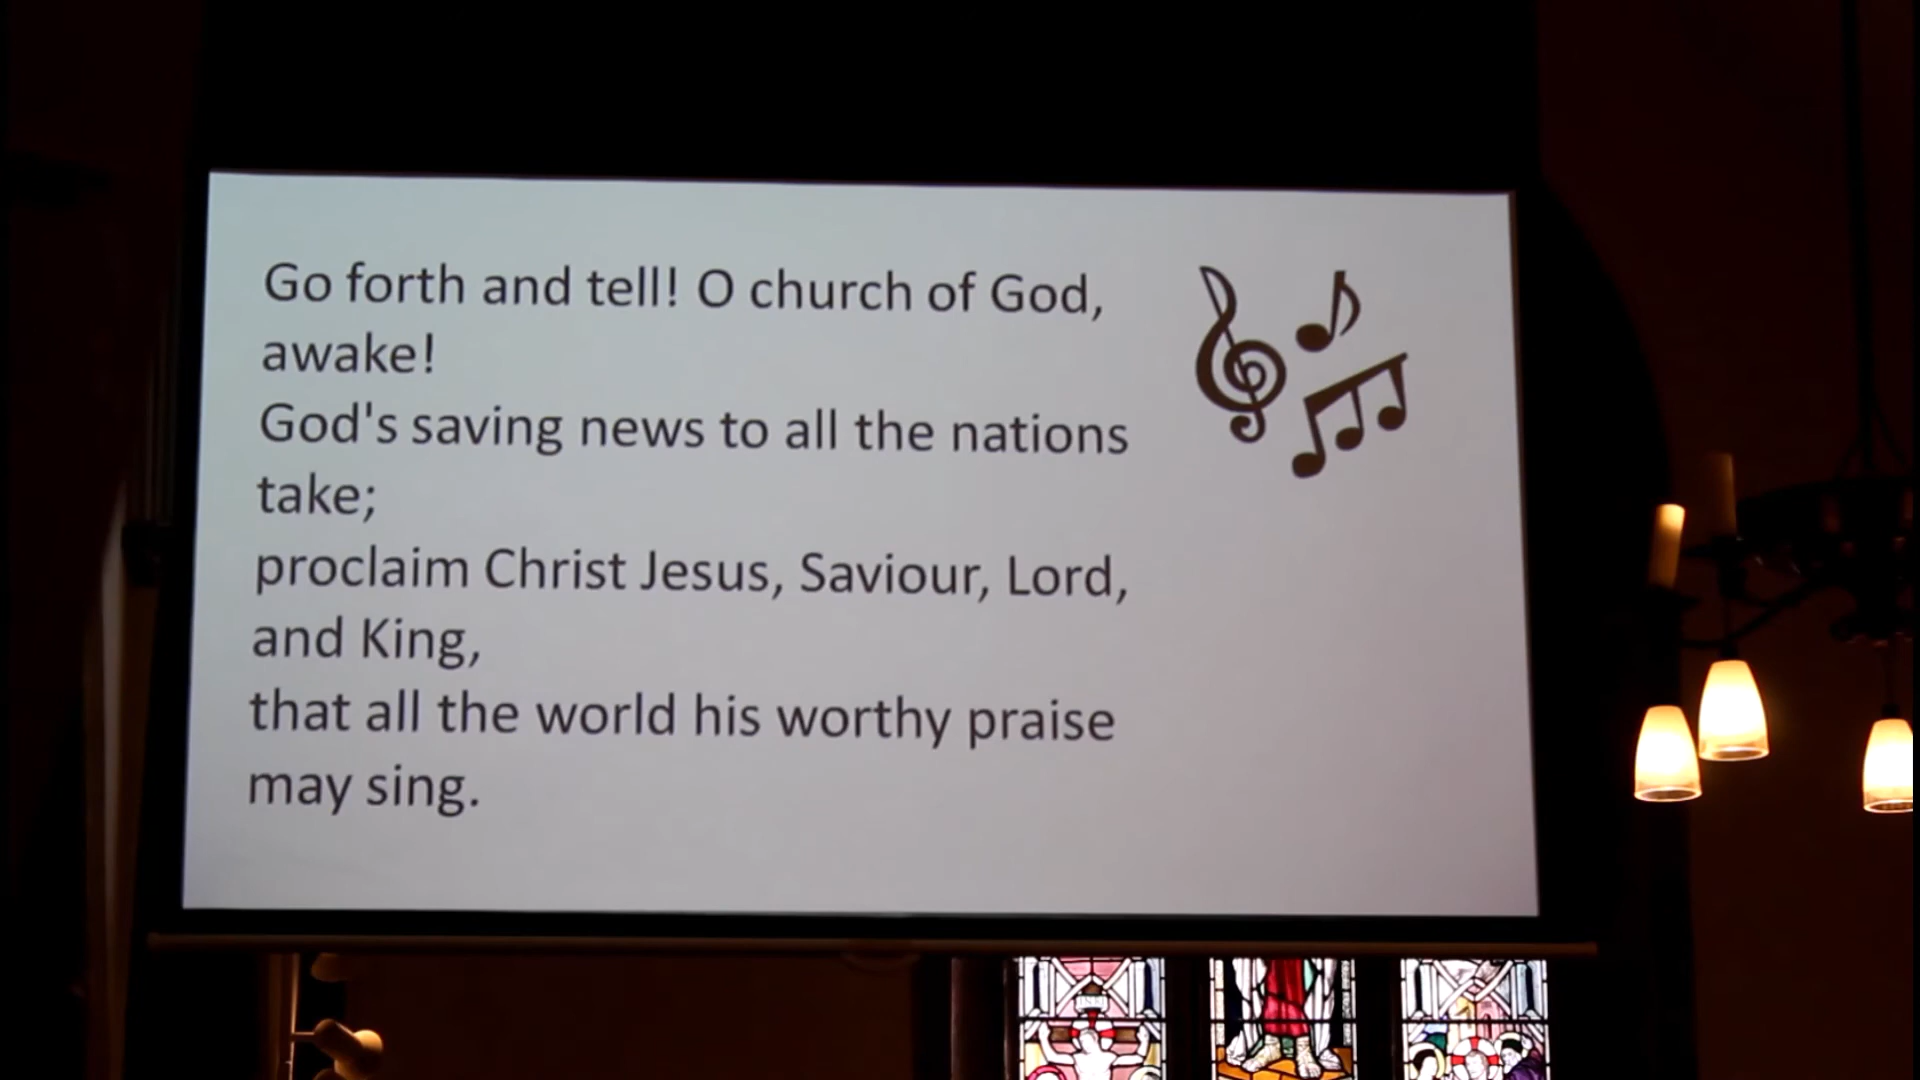 Go forth and tell! O church of God,
awake!
God's saving news to all the nations
take;
proclaim Christ Jesus, Saviour, Lord,
and King,
that all the world his worthy praise
may sing.